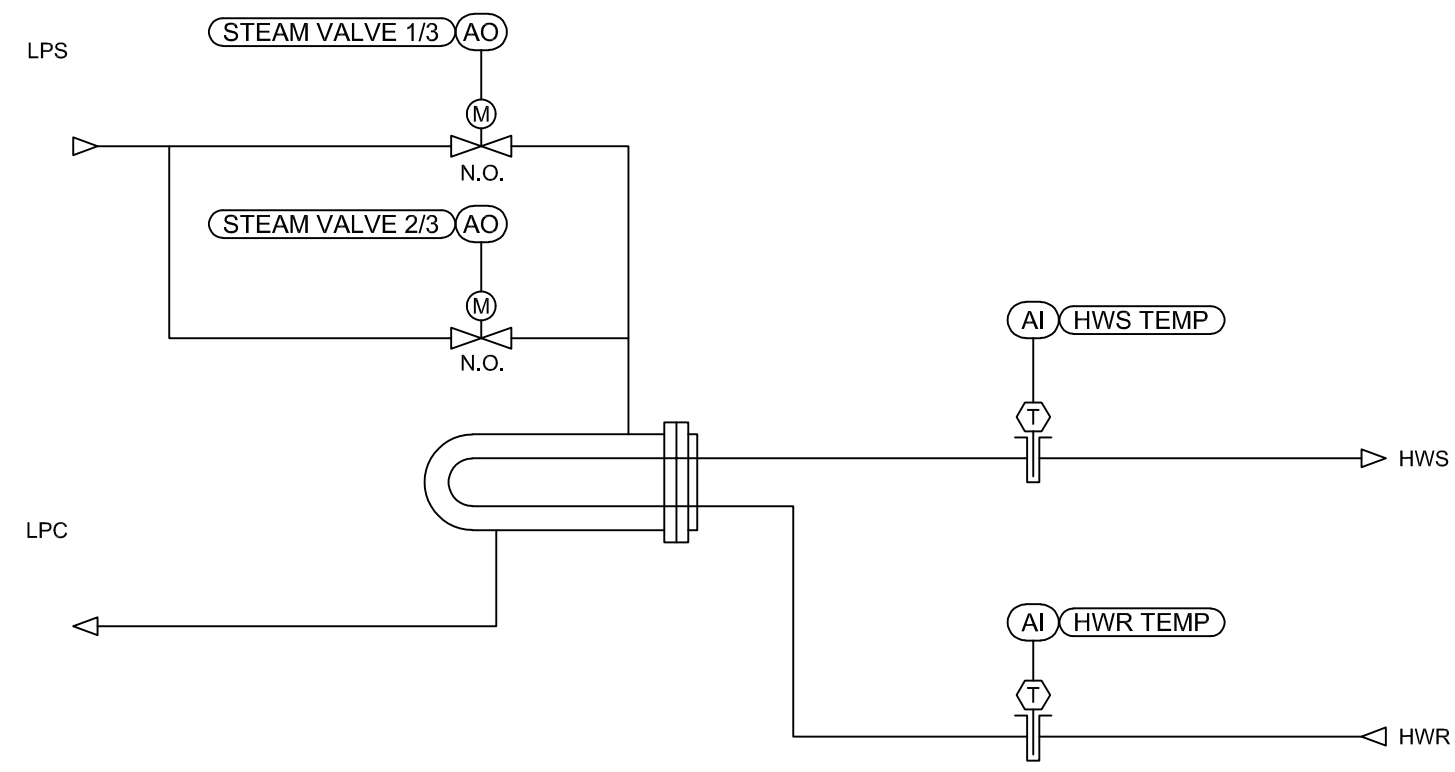 STEAM VALVE 1/3 AO
LPS
M
N.O.
STEAM VALVE 2/3 AO
M
N.O.
AI HWS TEMP
T
HWS
LPC
AI HWR TEMP
T
HWR